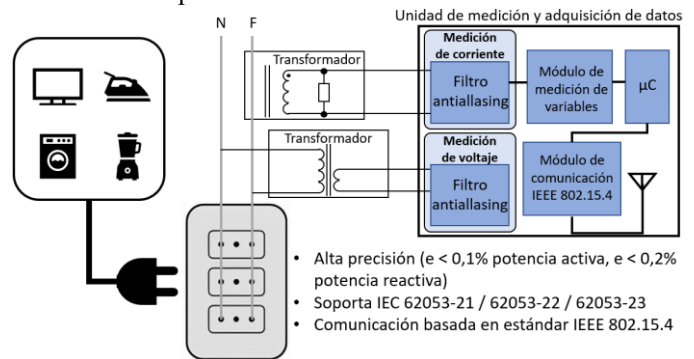 N F
Unidad de medición y adquisición de datos
Transformador
Medición
de corriente
Filtro
antiallasing
Módulo de
medición de
variables
µC
Transformador
Medición
de voltaje
Filtro
antiallasing
Módulo de
comunicación
IEEE 802.15.4
• Alta precisión (e < 0,1% potencia activa, e < 0,2%
potencia reactiva)
• Soporta IEC 62053-21 / 62053-22 / 62053-23
• Comunicación basada en estándar IEEE 802.15.4